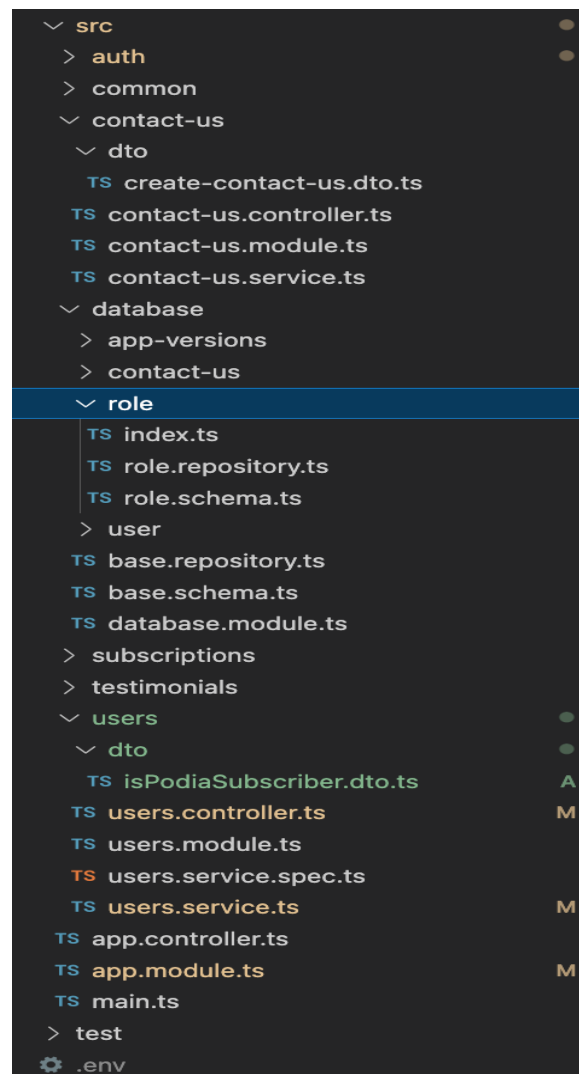 src
auth
common
contact-us
dto
TS create-contact-us.dto.ts
TS contact-us.controller.ts
TS contact-us.module.ts
TS contact-us.service.ts
database
app-versions
contact-us
role
TS index.ts
TS role.repository.ts
TS role.schema.ts
user
TS base.repository.ts
TS base.schema.ts
TS database.module.ts
subscriptions
testimonials
users
dto
TS isPodiaSubscriber.dto.ts A
TS users.controller.ts M
TS users.module.ts
TS users.service.spec.ts
TS users.service.ts M
TS app.controller.ts
TS app.module.ts M
TS main.ts
test
.env